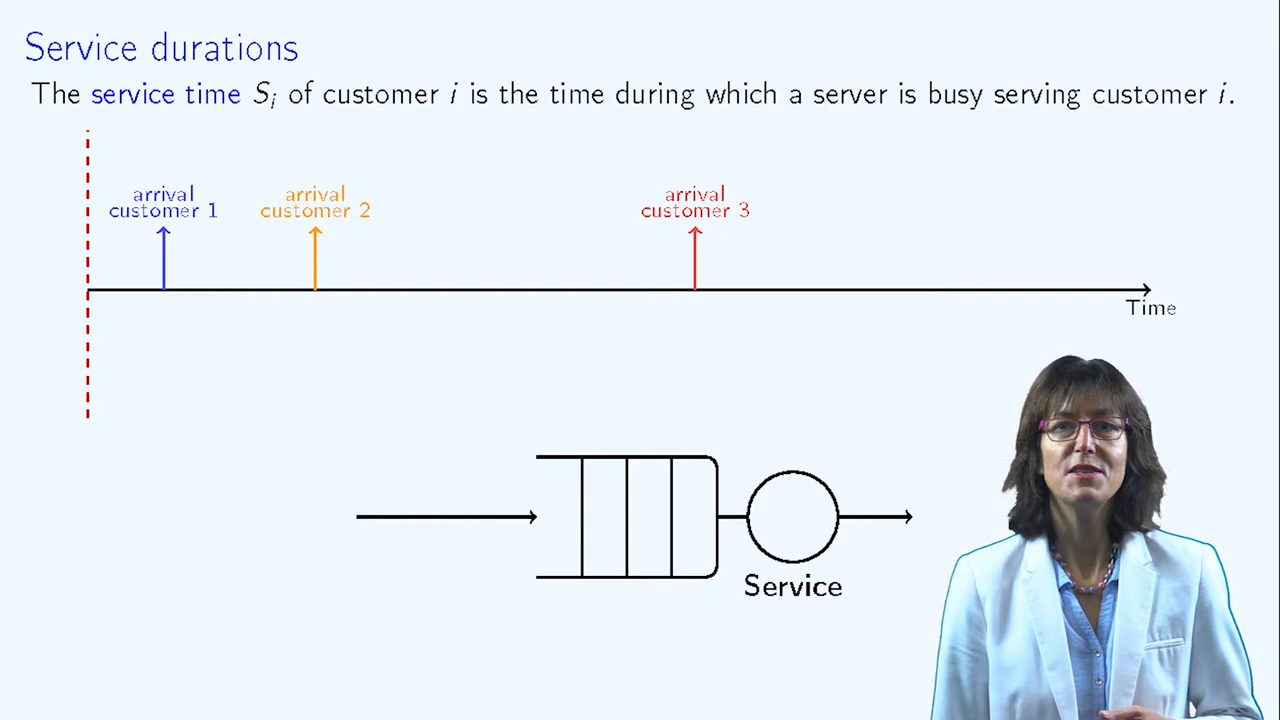 Service durations
The service time Si of customer i is the time during which a server is busy serving customer i.
arrival
customer 1
arrival
customer 2
arrival
customer 3
Time
Service